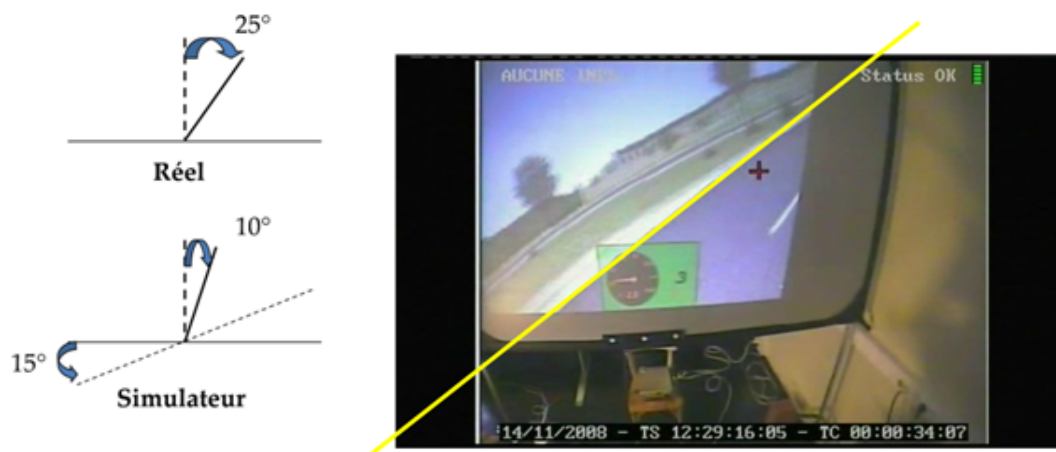 25°
Réel
10°
15°
Simulateur
AUCUNE INFO
Status OK
3
14/11/2008 - TS 12:29:16:05 - TC 00:00:34:07